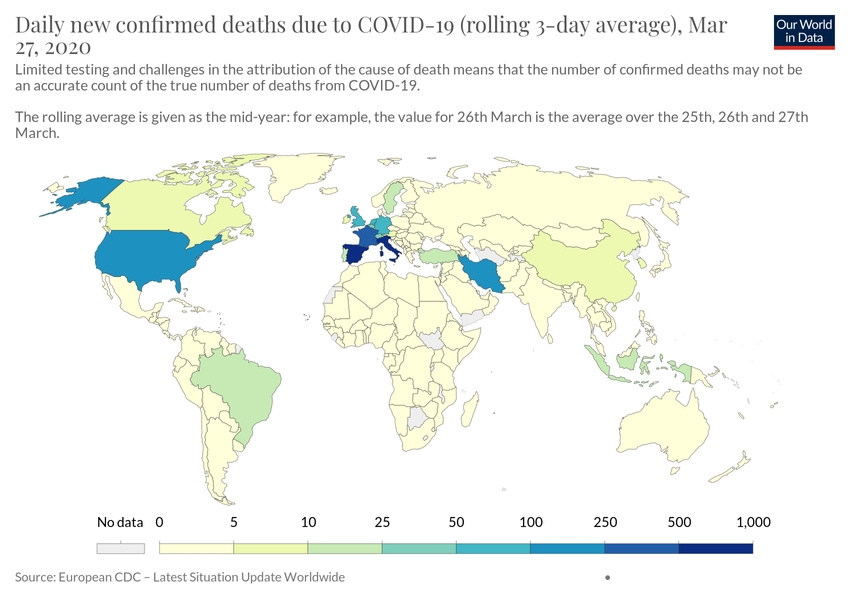 Daily new confirmed deaths due to COVID-19 (rolling 3-day average), Mar
27, 2020
Our World
in Data
Limited testing and challenges in the attribution of the cause of death means that the number of confirmed deaths may not be
an accurate count of the true number of deaths from COVID-19.
The rolling average is given as the mid-year: for example, the value for 26th March is the average over the 25th, 26th and 27th
March.
No data 0 5 10 25 50 100 250 500 1,000
Source: European CDC – Latest Situation Update Worldwide